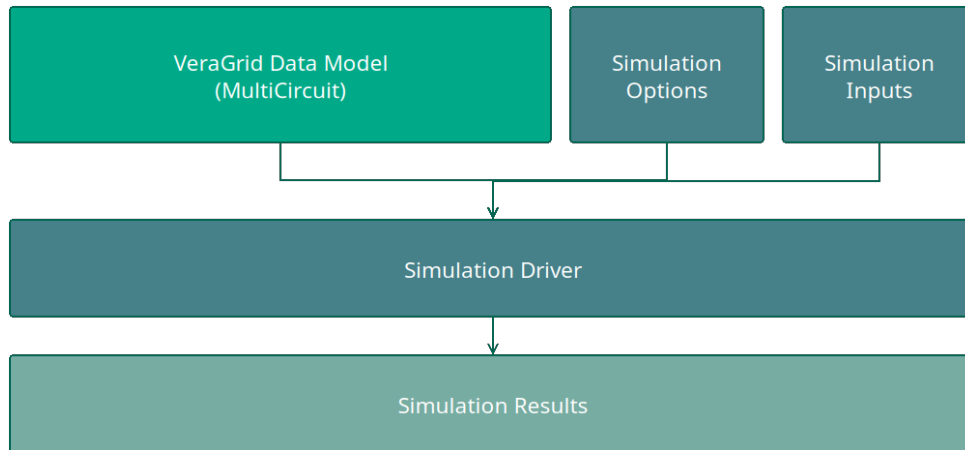 VeraGrid Data Model
(MultiCircuit)
Simulation
Options
Simulation
Inputs
Simulation Driver
Simulation Results